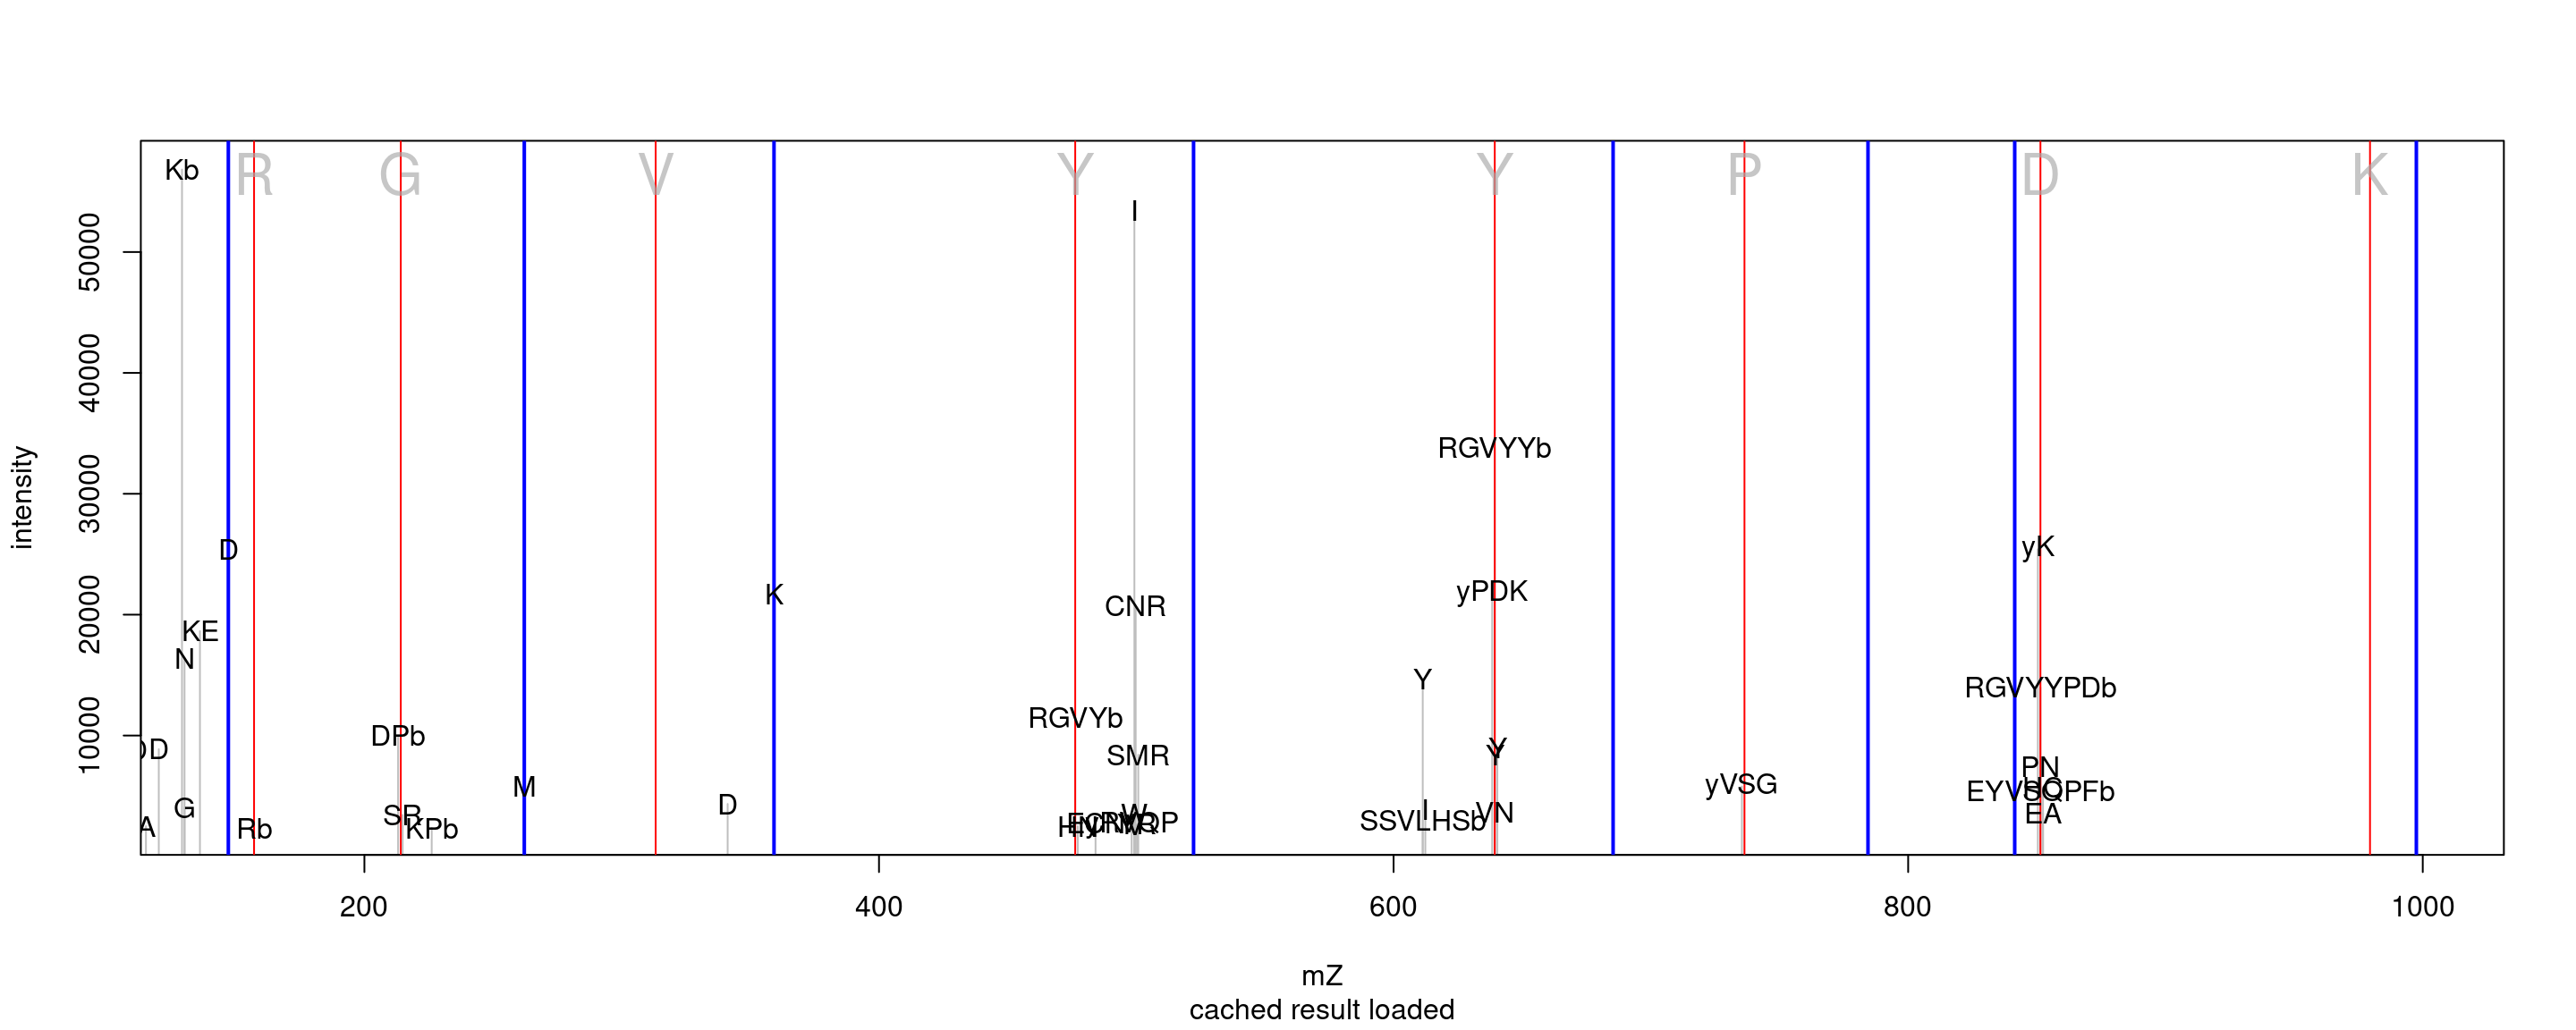 R G V Y Y P D K
Kb
I
RGVYYb
D
yK
yPDK
K
CNR
KE
N
Y
RGVYb
RGVYYPDb
DPb
D
Y
Y
SMR
PN
M
yVSG
EYVSQPFb
G
D
I
W
VN
EA
A
SR
SSVLHSb
Rb
KPb
50000
40000
30000
20000
10000
intensity
200 400 600 800 1000
mZ
cached result loaded